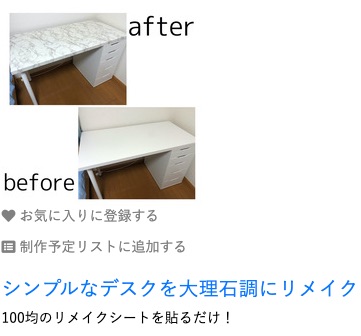 after
before
お気に入りに登録する
制作予定リストに追加する
シンプルなデスクを大理石調にリメイク
100均のリメイクシートを貼るだけ！